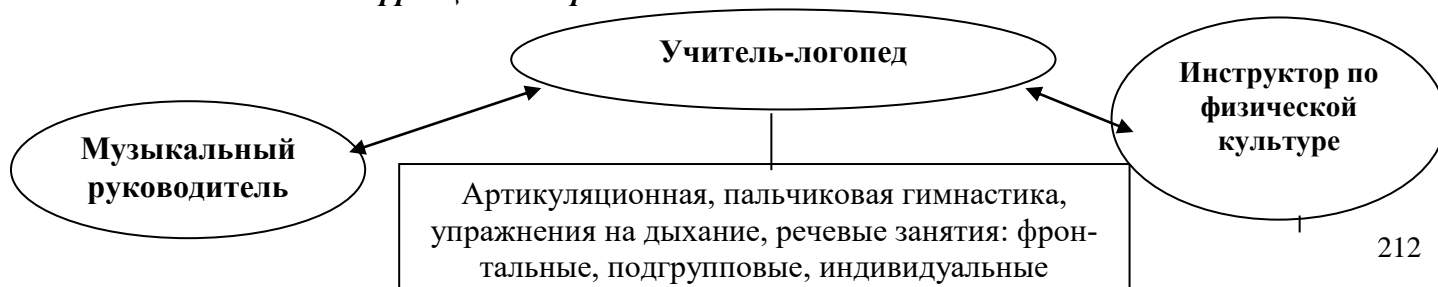 Учитель-логопед
Инструктор по
физической
культуре
Музыкальный
руководитель
Артикуляционная, пальчиковая гимнастика,
упражнения на дыхание, речевые занятия: фрон-
тальные, подгрупповые, индивидуальные
212